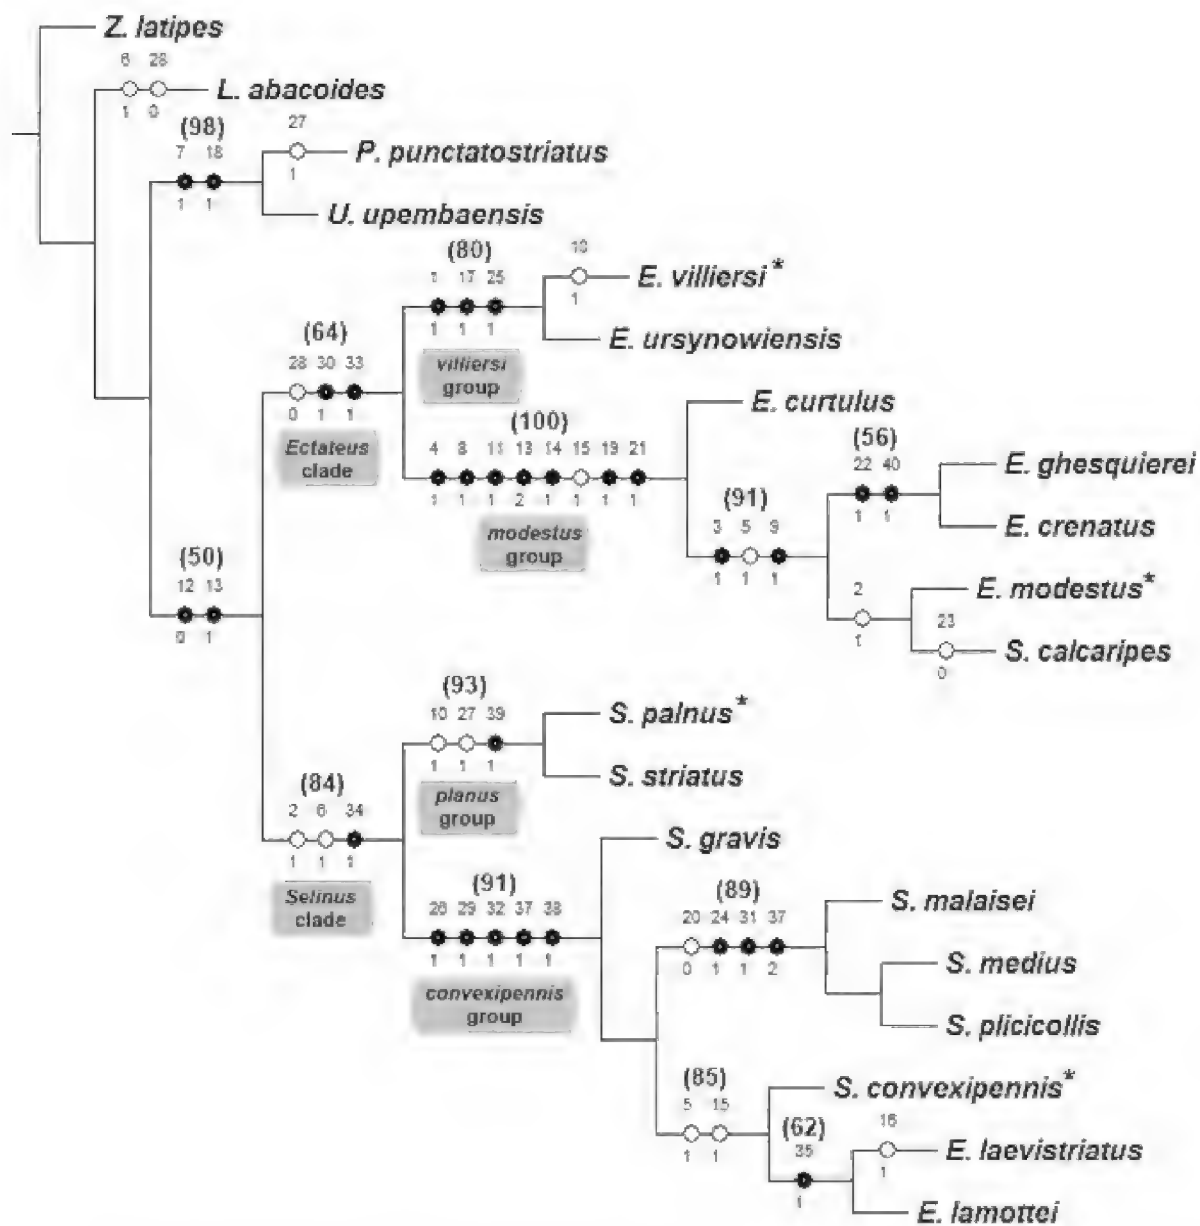 Z. latipes
6 28
L. abacoides
1 0
(98)
7 18
27
P. punctatostriatus
1 1
1
U. upembaensis
(80)
1 17 25
E. villiersi*
1 1 1
1
(64)
E. ursynowiensis
28 30 33
villiersi
group
0 1 1
E. curtulus
Ectateus
clade
(100)
(56)
4 8 11 13 14 15 19 21
22 40
E. ghesquierei
1 1 1 2 1 1 1 1
(91)
1 1
modestus
group
3 5 9
E. crenatus
1 1 1
(50)
2
E. modestus*
12 13
23
1
S. calcaripes
0 1
0
(93)
10 27 39
S. palnus*
1 1 1
(84)
S. striatus
2 6 34
planus
group
1 1 1
S. gravis
Selinus
clade
(91)
(89)
26 29 32 37 38
20 24 31 37
S. malaisei
1 1 1 1 1
0 1 1 2
S. medius
convexipennis
group
S. plicicollis
(85)
S. convexipennis*
5 15
(62)
16
1 1
35
E. laevistriatus
1
1
E. lamottei